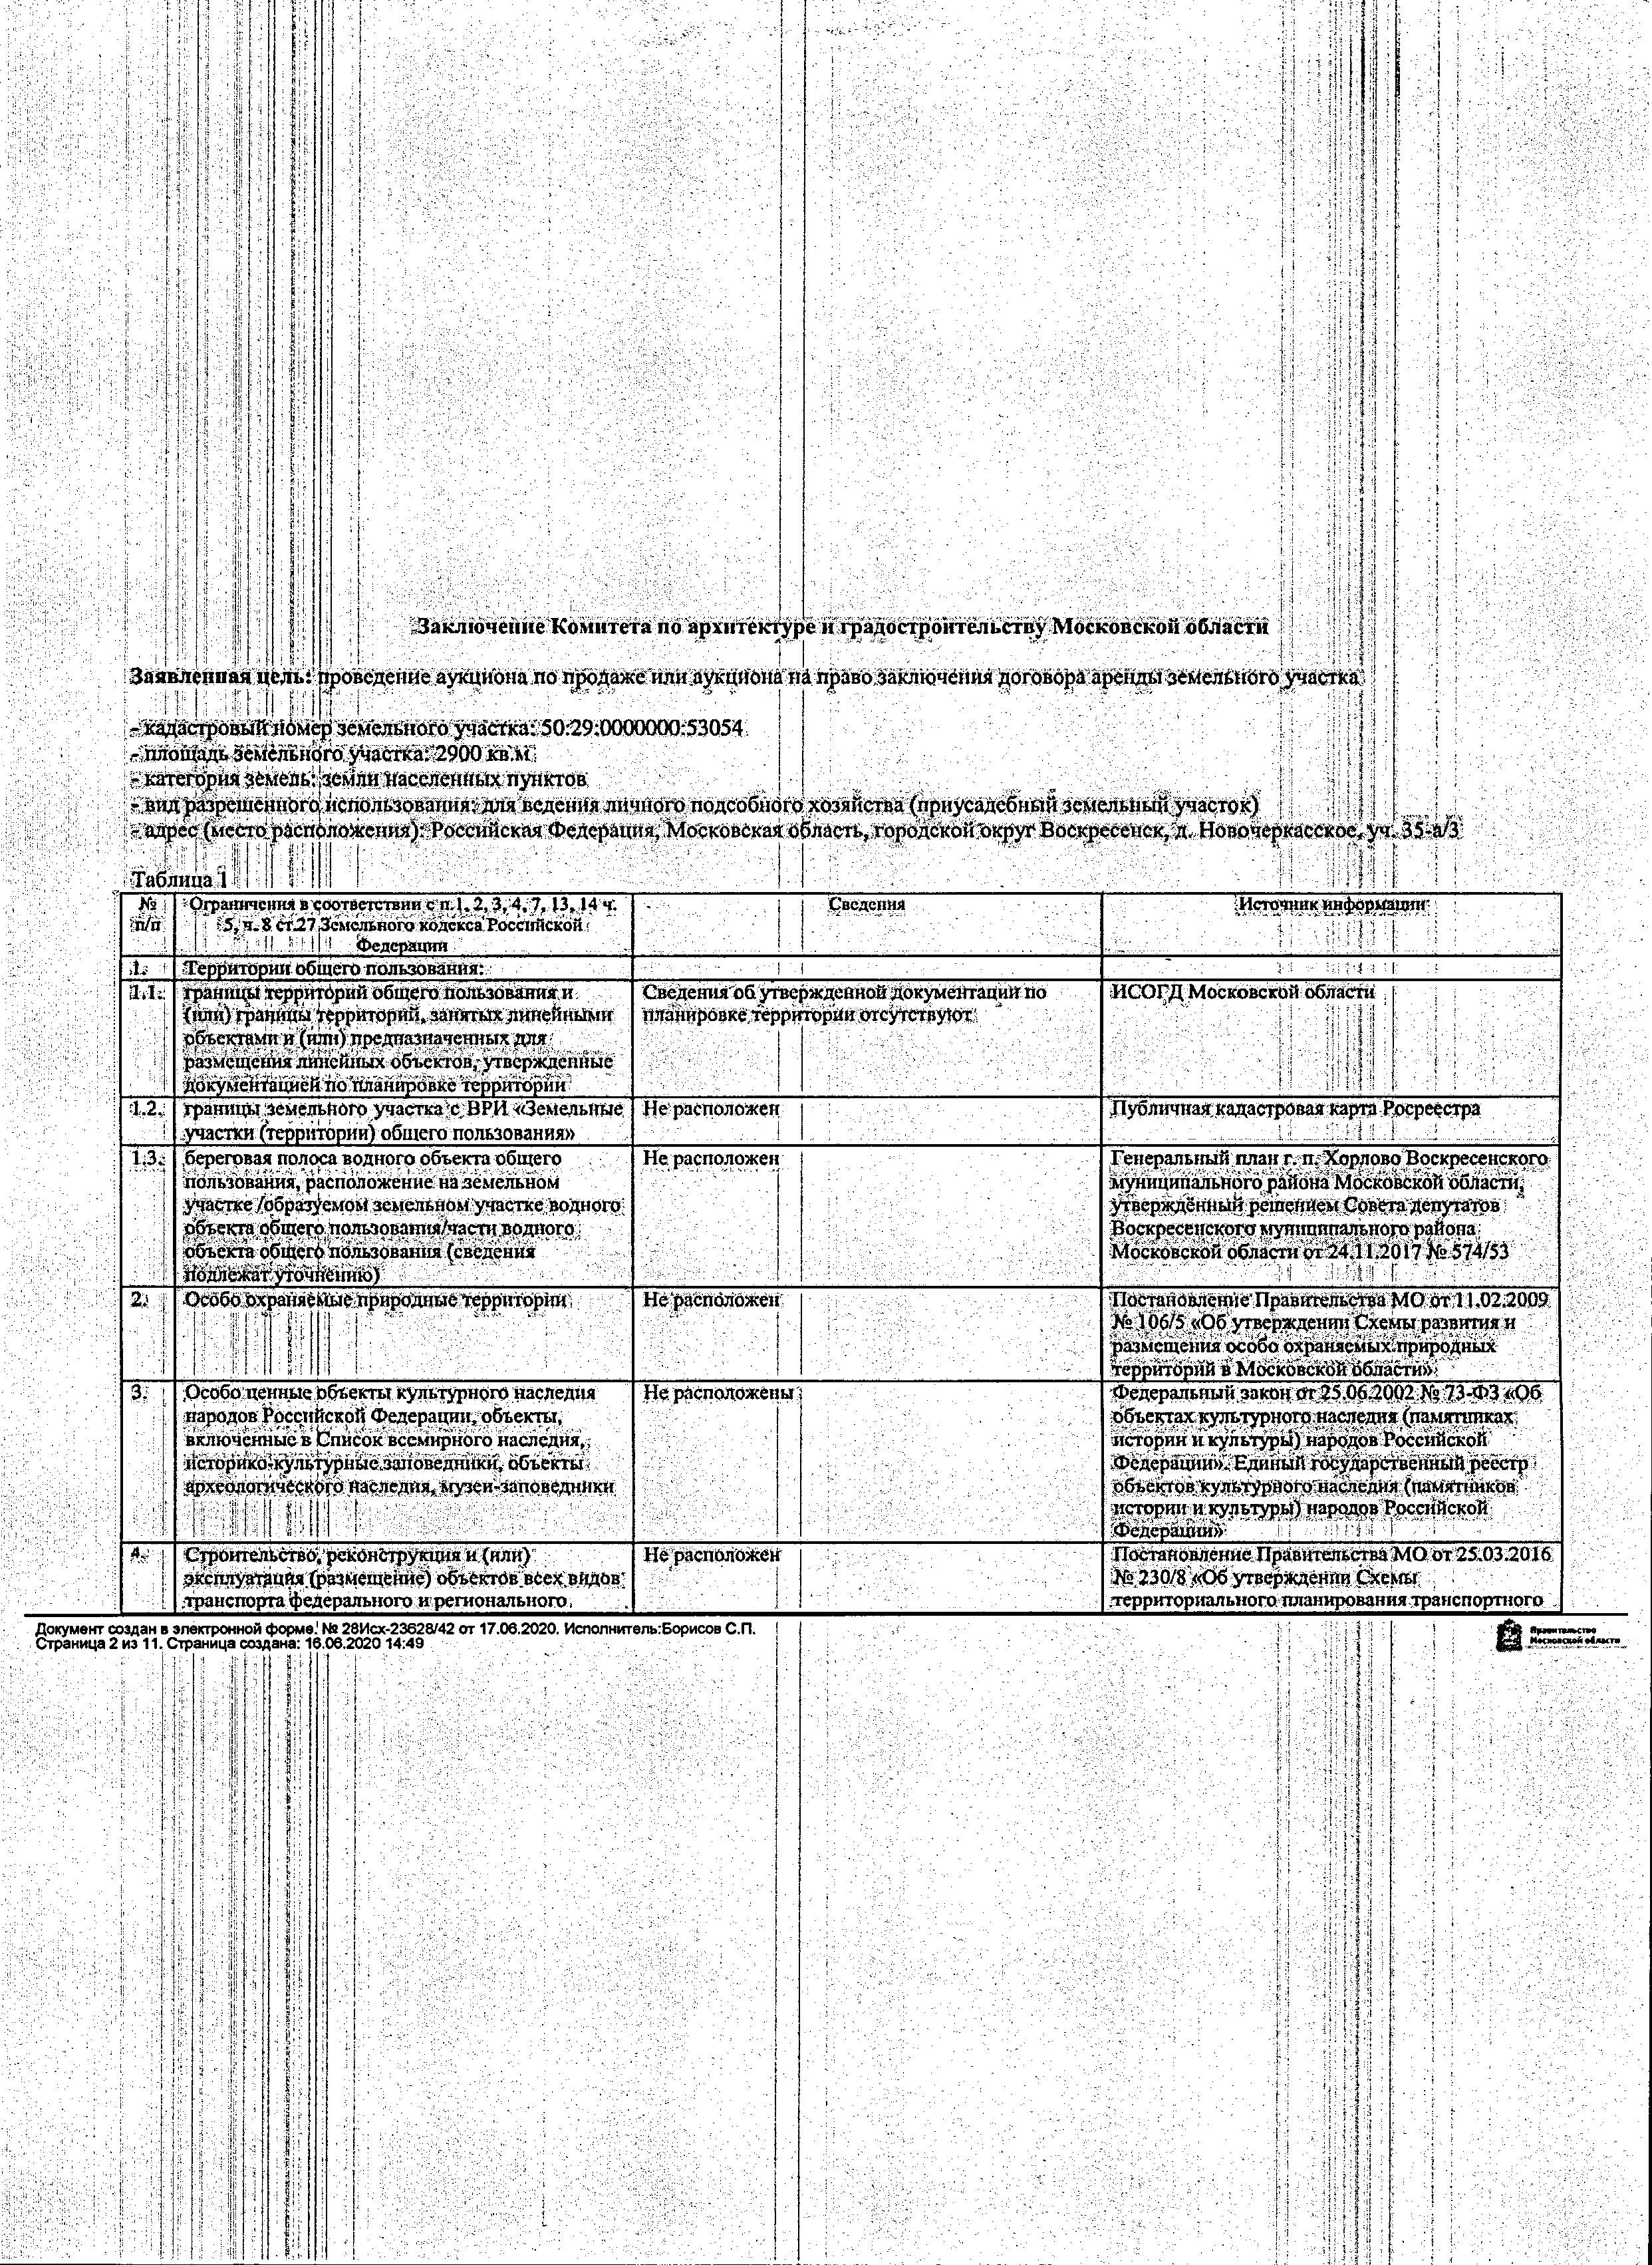 Заключение Комитета по архитектуре и градостроительству Московской области
Заявленная цель: проведение аукциона по продаже или аукциона на право заключения договора аренды земельного участка
- кадастровый номер земельного участка: 50:29:0000000:53054
- площадь земельного участка: 2900 кв.м
- категория земель: земли населенных пунктов
- вид разрешенного использования: для ведения личного подсобного хозяйства (приусадебный земельный участок)
- адрес (место расположения): Российская Федерация, Московская область, городской округ Воскресенск, д. Новочеркасское, уч. 35-а/3
Таблица 1
№ п/п
Ограничения в соответствии с п.1, 2, 3, 4, 7, 13, 14 ч.
5, ч. 8 ст.27 Земельного кодекса Российской
Федерации
Сведения
Источник информации
1. Территории общего пользования:
1.1. границы территорий общего пользования и
(или) границы территорий, занятых линейными
объектами и (или) предназначенных для
размещения линейных объектов, утвержденные
документацией по планировке территории
Сведения об утвержденной документации по
планировке территории отсутствуют
ИСОГД Московской области
1.2. границы земельного участка с ВРИ «Земельные
участки (территории) общего пользования»
Не расположен
Публичная кадастровая карта Росреестра
1.3. береговая полоса водного объекта общего
пользования, расположение на земельном
участке /образуемом земельном участке водного
объекта общего пользования/части водного
объекта общего пользования (сведения
подлежат уточнению)
Не расположен
Генеральный план г. п. Хорлово Воскресенского
муниципального района Московской области,
утверждённый решением Совета депутатов
Воскресенского муниципального района
Московской области от 24.11.2017 № 574/53
2. Особо охраняемые природные территории
Не расположен
Постановление Правительства МО от 11.02.2009
№ 106/5 «Об утверждении Схемы развития и
размещения особо охраняемых природных
территорий в Московской области»
3. Особо ценные объекты культурного наследия
народов Российской Федерации, объекты,
включенные в Список всемирного наследия,
историко-культурные заповедники, объекты
археологического наследия, музеи-заповедники
Не расположены
Федеральный закон от 25.06.2002 № 73-ФЗ «Об
объектах культурного наследия (памятниках
истории и культуры) народов Российской
Федерации». Единый государственный реестр
объектов культурного наследия (памятников
истории и культуры) народов Российской
Федерации»
4. Строительство, реконструкция и (или)
эксплуатация (размещение) объектов всех видов
транспорта федерального и регионального
Не расположен
Постановление Правительства МО от 25.03.2016
№ 230/8 «Об утверждении Схемы
территориального планирования транспортного
Документ создан в электронной форме. № 28Исх-23628/42 от 17.06.2020. Исполнитель:Борисов С.П.
Страница 2 из 11. Страница создана: 16.06.2020 14:49
Правительство
Московской области